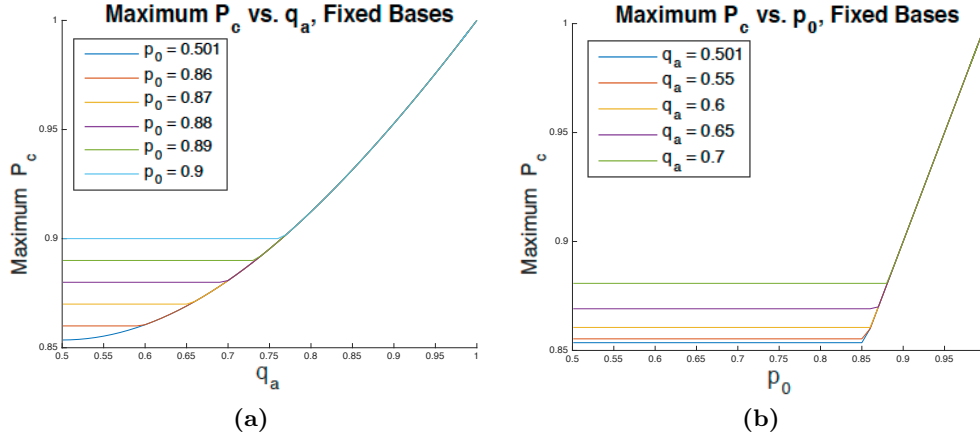 Maximum P_c vs. q_a, Fixed Bases
1
p_0 = 0.501
p_0 = 0.86
p_0 = 0.87
p_0 = 0.88
p_0 = 0.89
p_0 = 0.9
0.95
0.9
0.85
Maximum P_c
0.5 0.55 0.6 0.65 0.7 0.75 0.8 0.85 0.9 0.95 1
q_a
(a)
Maximum P_c vs. p_0, Fixed Bases
1
q_a = 0.501
q_a = 0.55
q_a = 0.6
q_a = 0.65
q_a = 0.7
0.95
0.9
0.85
Maximum P_c
0.5 0.55 0.6 0.65 0.7 0.75 0.8 0.85 0.9 0.95
p_0
(b)